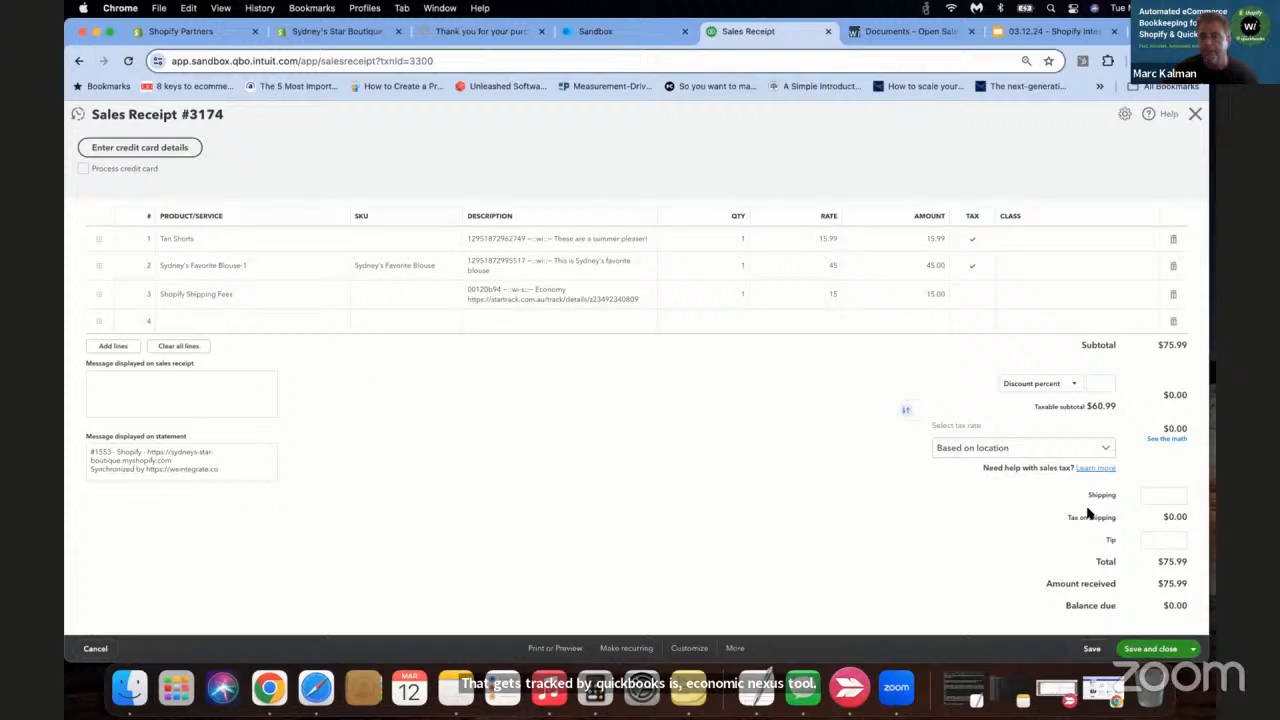 Chrome File Edit View History Bookmarks Profiles Tab Window Help
Tue
Shopify Partners
Sydney's Star Boutique
Thank you for your purc
Sandbox
Sales Receipt
Documents - Open Sal
03.12.24 - Shopify Inte
app.sandbox.qbo.intuit.com/app/salesreceipt?txnId=3300
Bookmarks
8 keys to ecomme...
The 5 Most Import...
How to Create a Pr...
Unleashed Softwa...
Measurement-Driv...
So you want to ma...
A Simple Introduct...
How to scale your...
The next-generati...
»
All Bookmarks
Automated eCommerce
Bookkeeping for
Shopify & Quick
shopify
w/
quickbooks
Marc Kalman
Sales Receipt #3174
Help
Enter credit card details
Process credit card
# PRODUCT/SERVICE SKU DESCRIPTION QTY RATE AMOUNT TAX CLASS
1 Tan Shorts 12951872962749 ~::wi::~ These are a summer pleaser! 1 15.99 15.99
2 Sydney's Favorite Blouse-1 Sydney's Favorite Blouse 12951872995517 ~::wi::~ This is Sydney's favorite 1 45 45.00
blouse
3 Shopify Shipping Fees 00120b94 ~::wi-s::~ Economy 1 15 15.00
https://startrack.com.au/track/details/z23492340809
4
Add lines Clear all lines
Subtotal $75.99
Message displayed on sales receipt
Discount percent
$0.00
Taxable subtotal $60.99
Select tax rate
$0.00
See the math
Based on location
Need help with sales tax? Learn more
Message displayed on statement
#1553 - Shopify - https://sydneys-star-
boutique.myshopify.com
Synchronized by https://weintegrate.co
Shipping
Tax on shipping $0.00
Tip
Total $75.99
Amount received $75.99
Balance due $0.00
Cancel
Print or Preview Make recurring Customize More
Save Save and close
MAR
12
zoom
That gets tracked by quickbooks is, economic nexus tool.
zoom